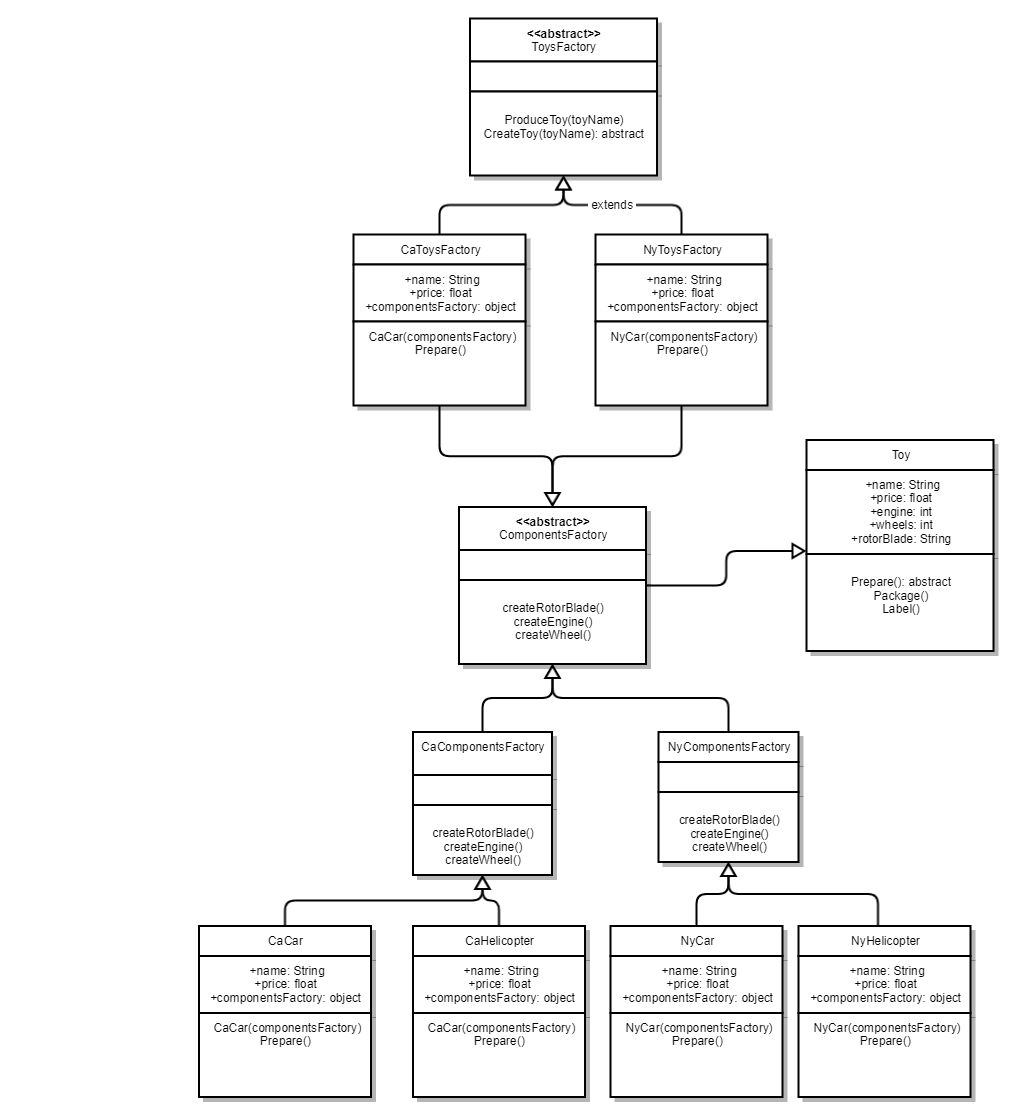 <<abstract>>
ToysFactory
ProduceToy(toyName)
CreateToy(toyName): abstract
extends
CaToysFactory
+name: String
+price: float
+componentsFactory: object
CaCar(componentsFactory)
Prepare()
NyToysFactory
+name: String
+price: float
+componentsFactory: object
NyCar(componentsFactory)
Prepare()
Toy
+name: String
+price: float
+engine: int
+wheels: int
+rotorBlade: String
Prepare(): abstract
Package()
Label()
<<abstract>>
ComponentsFactory
createRotorBlade()
createEngine()
createWheel()
CaComponentsFactory
createRotorBlade()
createEngine()
createWheel()
NyComponentsFactory
createRotorBlade()
createEngine()
createWheel()
CaCar
+name: String
+price: float
+componentsFactory: object
CaCar(componentsFactory)
Prepare()
CaHelicopter
+name: String
+price: float
+componentsFactory: object
CaCar(componentsFactory)
Prepare()
NyCar
+name: String
+price: float
+componentsFactory: object
NyCar(componentsFactory)
Prepare()
NyHelicopter
+name: String
+price: float
+componentsFactory: object
NyCar(componentsFactory)
Prepare()